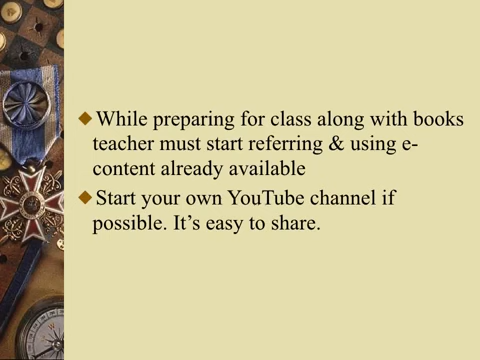 While preparing for class along with books
teacher must start referring & using e-
content already available
Start your own YouTube channel if
possible. It’s easy to share.